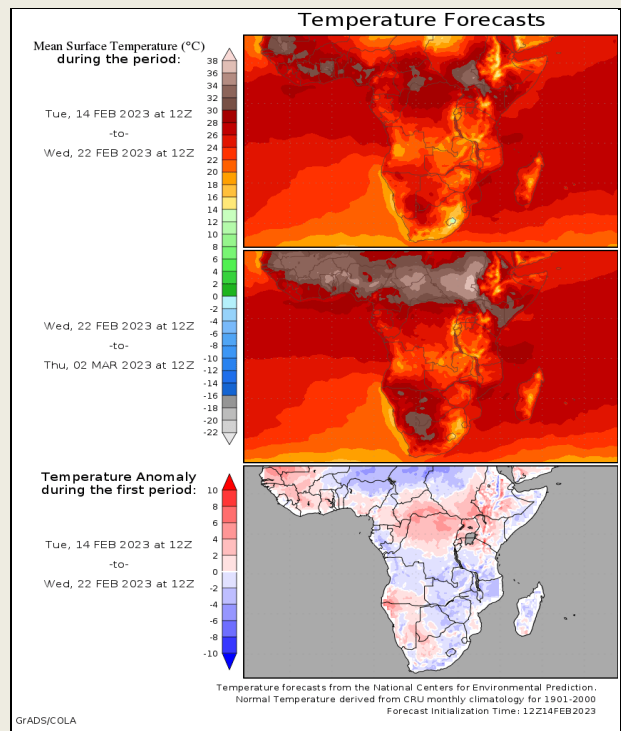 Temperature Forecasts
Mean Surface Temperature (°C)
during the period:
Tue, 14 FEB 2023 at 12Z
-to-
Wed, 22 FEB 2023 at 12Z
38
36
34
32
30
28
26
24
22
20
18
16
14
12
10
8
6
4
2
0
-2
-4
-6
-8
-10
-12
-14
-16
-18
-20
-22
Wed, 22 FEB 2023 at 12Z
-to-
Thu, 02 MAR 2023 at 12Z
Temperature Anomaly
during the first period:
Tue, 14 FEB 2023 at 12Z
-to-
Wed, 22 FEB 2023 at 12Z
10
8
6
4
2
0
-2
-4
-6
-8
-10
Temperature forecasts from the National Centers for Environmental Prediction.
Normal Temperature derived from CRU monthly climatology for 1901-2000
Forecast Initialization Time: 12Z14FEB2023
GrADS/COLA